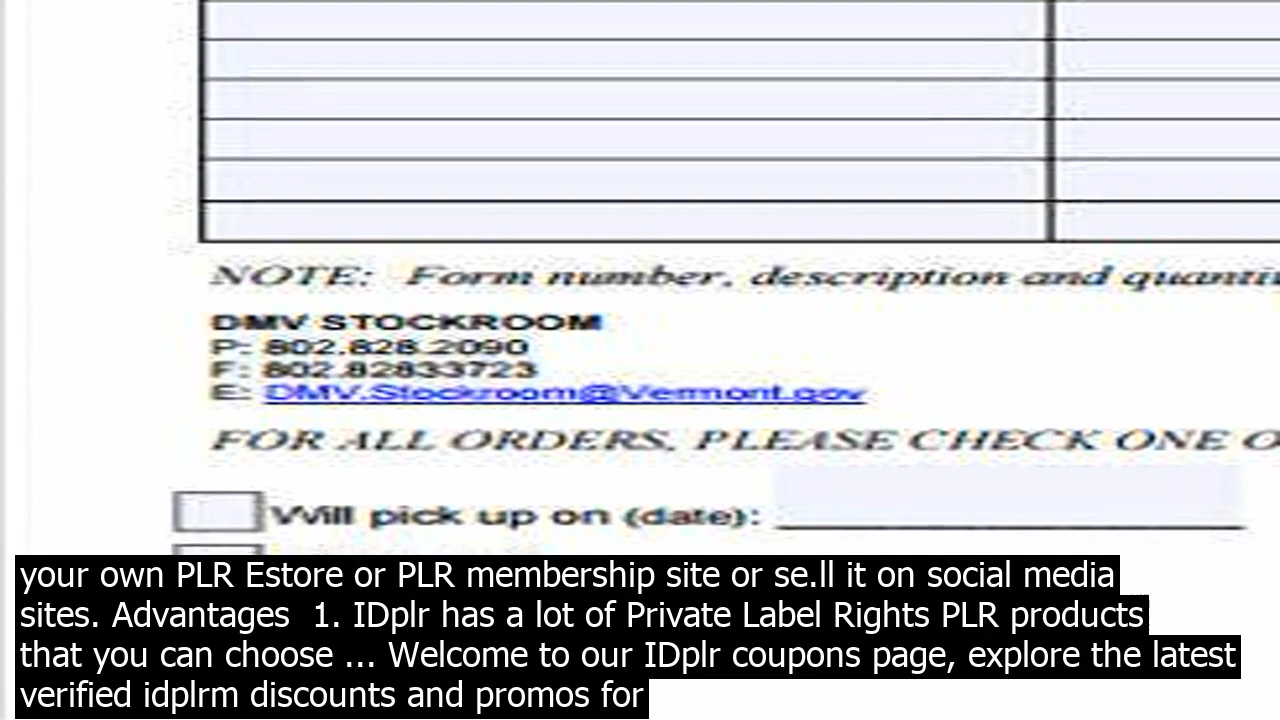 NOTE: Form number, description and quanti
DMV STOCKROOM
P: 802.828.2090
F: 802.82833723
E: DMV.Stockroom@Vermont.gov
FOR ALL ORDERS, PLEASE CHECK ONE O
Will pick up on (date):
your own PLR Estore or PLR membership site or se.ll it on social media
sites. Advantages  1. IDplr has a lot of Private Label Rights PLR products
that you can choose ... Welcome to our IDplr coupons page, explore the latest
verified idplrm discounts and promos for